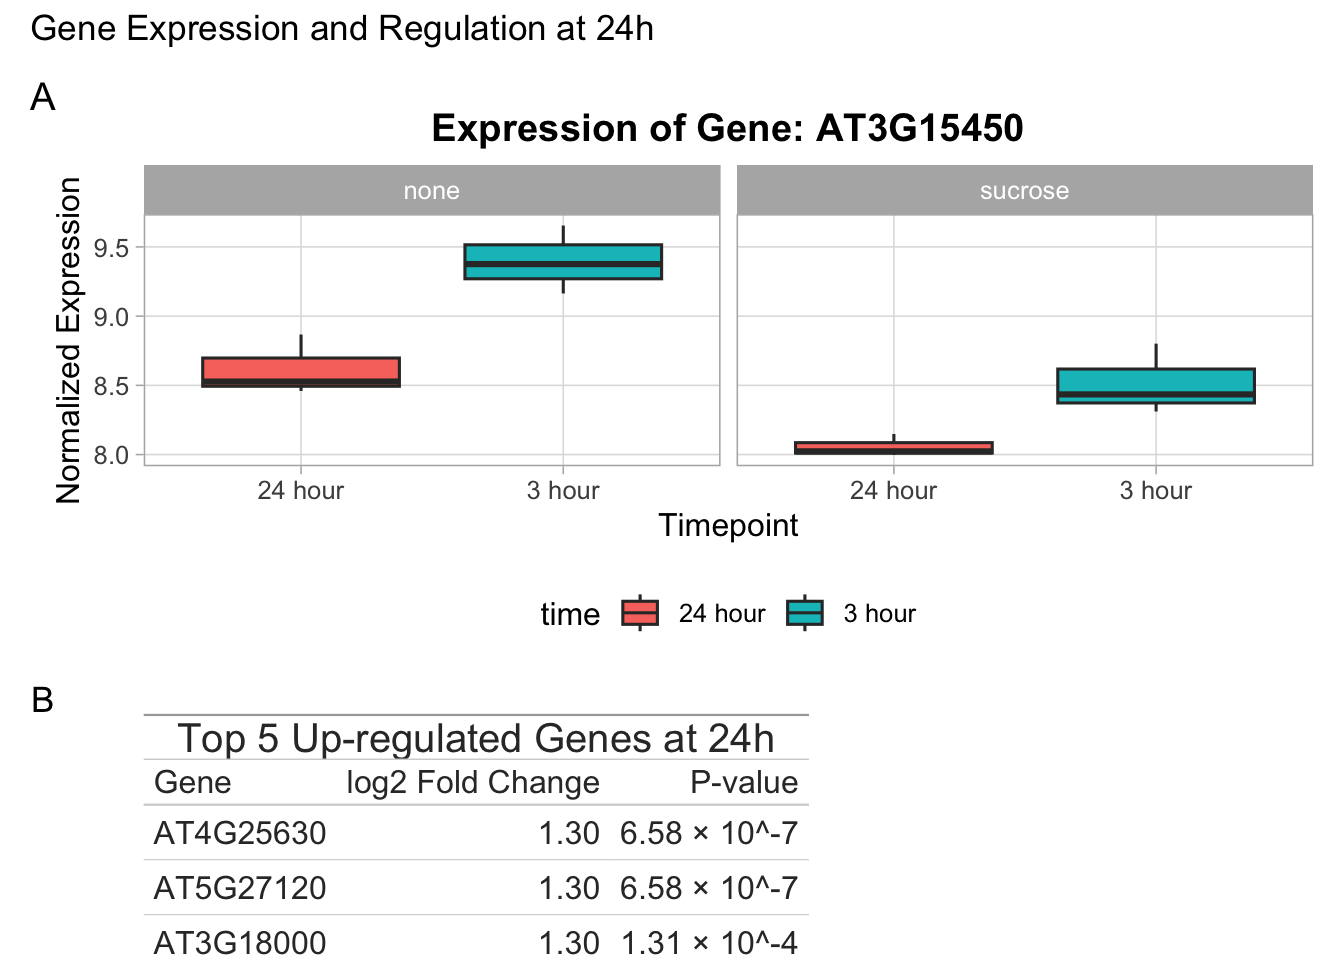 Gene Expression and Regulation at 24h
A
Expression of Gene: AT3G15450
none
sucrose
Normalized Expression
9.5
9.0
8.5
8.0
24 hour
3 hour
24 hour
3 hour
Timepoint
time 24 hour 3 hour
B
Top 5 Up-regulated Genes at 24h
Gene log2 Fold Change P-value
AT4G25630 1.30 6.58 × 10^-7
AT5G27120 1.30 6.58 × 10^-7
AT3G18000 1.30 1.31 × 10^-4